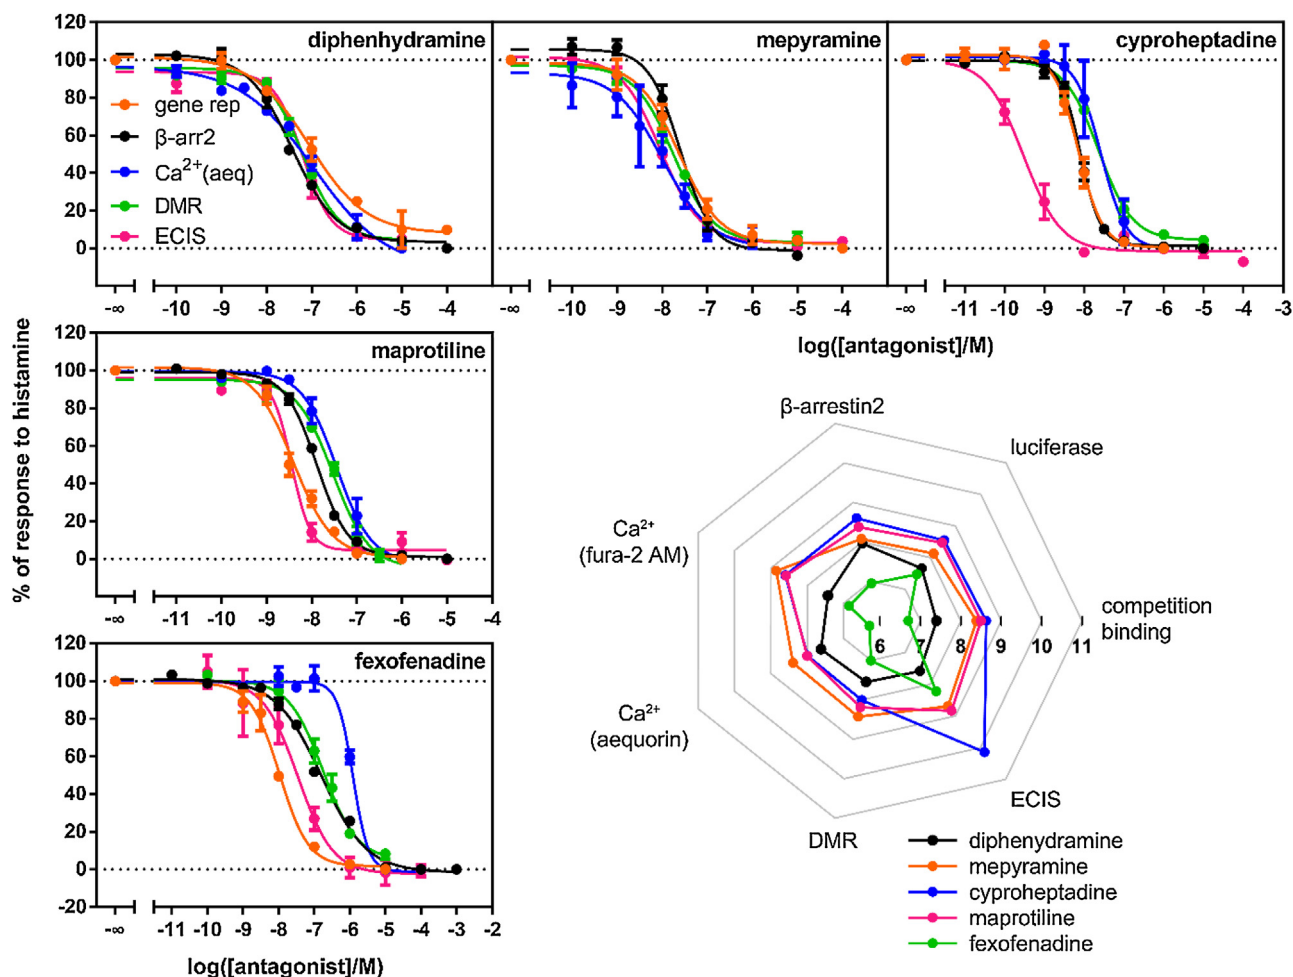 diphenhydramine
mepyramine
cyproheptadine
120
100
80
60
40
20
0
gene rep
β-arr2
Ca²⁺(aeq)
DMR
ECIS
-∞ -10 -9 -8 -7 -6 -5 -4
-∞ -10 -9 -8 -7 -6 -5 -4
-∞ -11 -10 -9 -8 -7 -6 -5 -4 -3
log([antagonist]/M)
% of response to histamine
maprotiline
120
100
80
60
40
20
0
-∞ -11 -10 -9 -8 -7 -6 -5 -4
fexofenadine
120
100
80
60
40
20
0
-20
-∞ -11 -10 -9 -8 -7 -6 -5 -4 -3 -2
log([antagonist]/M)
β-arrestin2
luciferase
Ca²⁺
(fura-2 AM)
competition
binding
6 7 8 9 10 11
Ca²⁺
(aequorin)
ECIS
DMR
diphenydramine
mepyramine
cyproheptadine
maprotiline
fexofenadine